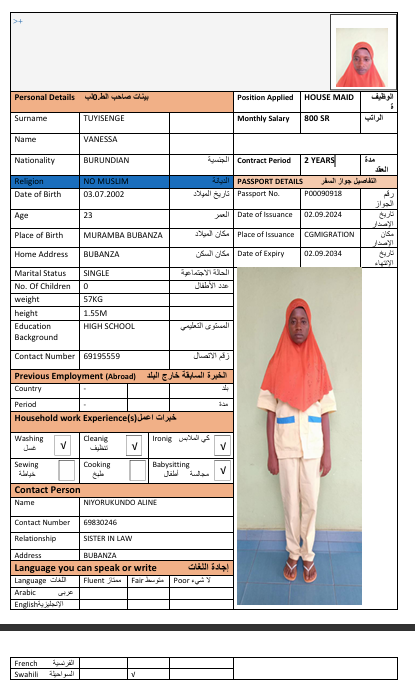 >+
Personal Details بينات صاحب الطلب
Position Applied HOUSE MAID الوظيفة
Surname TUYISENGE
Monthly Salary 800 SR الراتب
Name VANESSA
Nationality BURUNDIAN الجنسية
Contract Period 2 YEARS مدة العقد
Religion NO MUSLIM الديانة
PASSPORT DETAILS التفاصيل جواز السفر
Date of Birth 03.07.2002 تاريخ الميلاد
Passport No. P00090918 رقم الجواز
Age 23 العمر
Date of Issuance 02.09.2024 تاريخ الإصدار
Place of Birth MURAMBA BUBANZA مكان الميلاد
Place of Issuance CGMIGRATION مكان الاصدار
Home Address BUBANZA مكان السكن
Date of Expiry 02.09.2034 تاريخ الإنتهاء
Marital Status SINGLE الحالة الاجتماعية
No. Of Children 0 عدد الأطفال
weight 57KG
height 1.55M
Education Background HIGH SCHOOL المستوى التعليمي
Contact Number 69195559 رقم الاتصال
Previous Employment (Abroad) الخبرة السابقة خارج البلد
Country - بلد
Period - مدة
Household work Experience(s) خبرات اعمل
Washing غسل √ Cleanig تنظيف √ Ironig كي الملابس √
Sewing خياطة Cooking طبخ Babysitting مجالسة أطفال √
Contact Person
Name NIYORUKUNDO ALINE
Contact Number 69830246
Relationship SISTER IN LAW
Address BUBANZA
Language you can speak or write إجادة اللغات
Language اللغات Fluent ممتاز Fair متوسط Poor لا شيء
Arabic عربى
English الإنجليزية
French الفرنسية
Swahili السواحيلة √